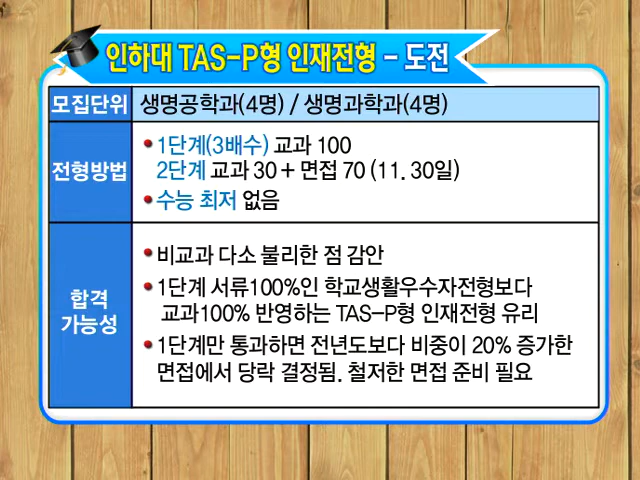 인하대 TAS-P형 인재전형 - 도전
모집단위 생명공학과(4명) / 생명과학과(4명)
전형방법
• 1단계(3배수) 교과 100
2단계 교과 30 + 면접 70 (11. 30일)
• 수능 최저 없음
합격
가능성
• 비교과 다소 불리한 점 감안
• 1단계 서류100%인 학교생활우수자전형보다
교과100% 반영하는 TAS-P형 인재전형 유리
• 1단계만 통과하면 전년도보다 비중이 20% 증가한
면접에서 당락 결정됨. 철저한 면접 준비 필요